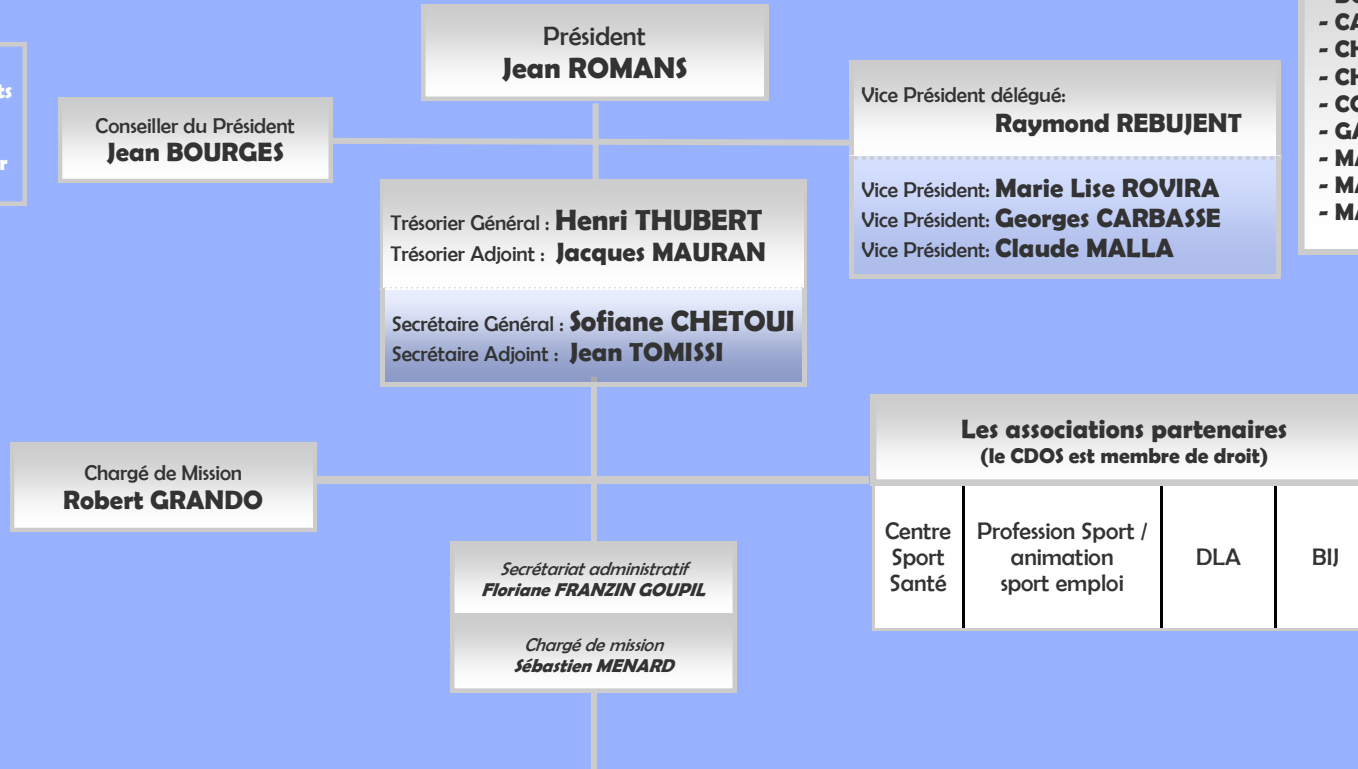 Président
Jean ROMANS
Conseiller du Président
Jean BOURGES
Vice Président délégué:
Raymond REBUJENT
Vice Président: Marie Lise ROVIRA
Vice Président: Georges CARBASSE
Vice Président: Claude MALLA
Trésorier Général : Henri THUBERT
Trésorier Adjoint : Jacques MAURAN
Secrétaire Général : Sofiane CHETOUI
Secrétaire Adjoint : Jean TOMISSI
Chargé de Mission
Robert GRANDO
Les associations partenaires
(le CDOS est membre de droit)
Centre
Sport
Santé
Profession Sport /
animation
sport emploi
DLA
BIJ
Secrétariat administratif
Floriane FRANZIN GOUPIL
Chargé de mission
Sébastien MENARD